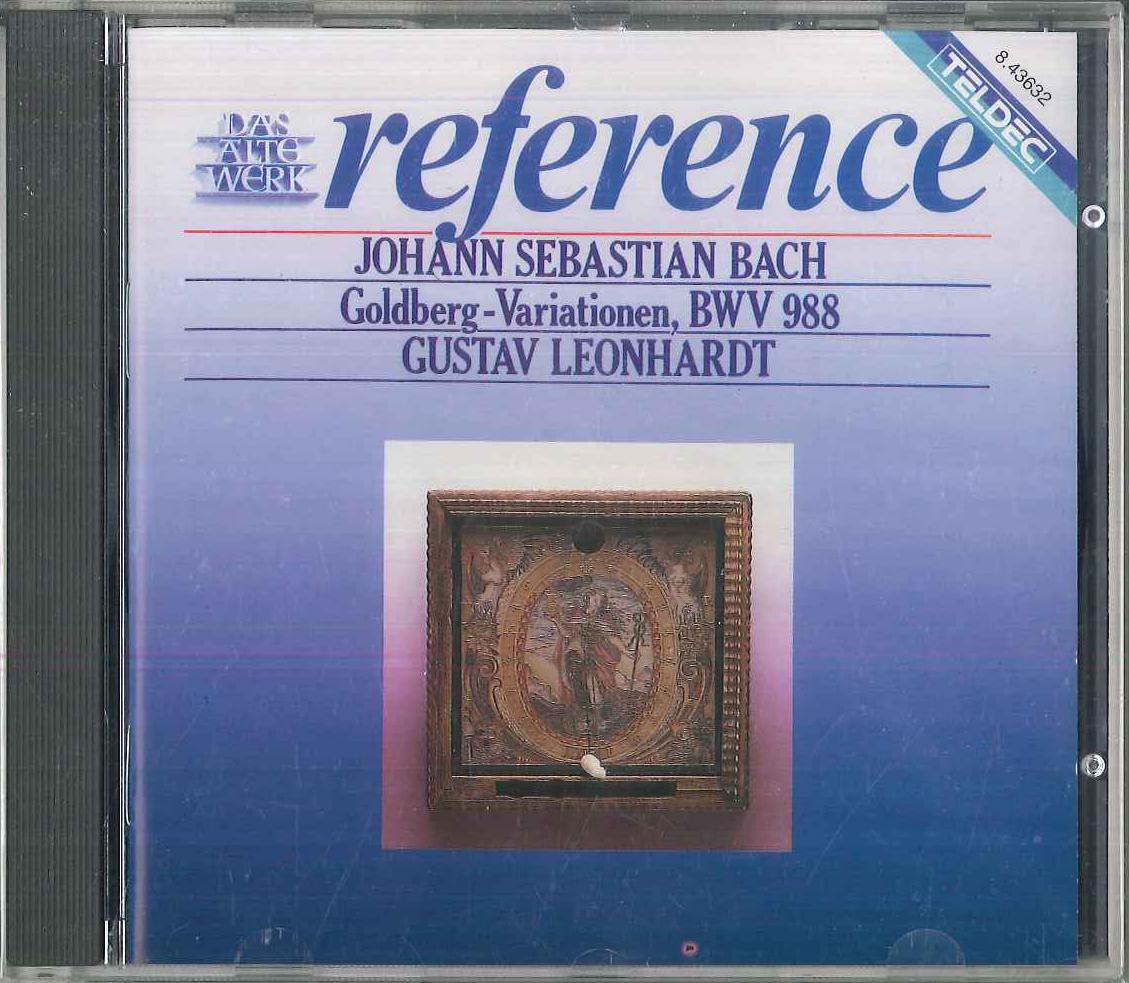 DAS
ALTE
WERK
reference
TELDEC
8.43632
JOHANN SEBASTIAN BACH
Goldberg-Variationen, BWV 988
GUSTAV LEONHARDT